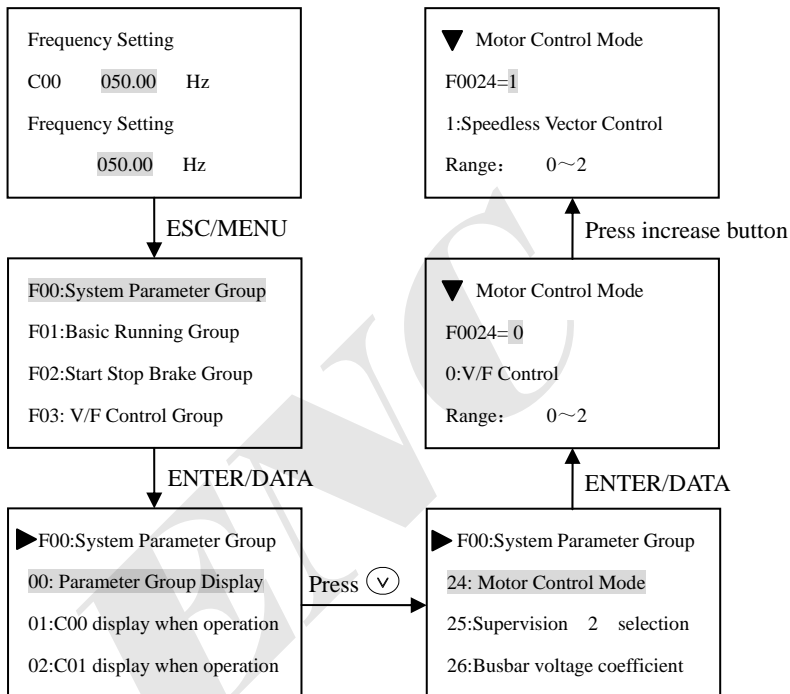 Frequency Setting
C00 050.00 Hz
Frequency Setting
050.00 Hz
ESC/MENU
F00:System Parameter Group
F01:Basic Running Group
F02:Start Stop Brake Group
F03: V/F Control Group
ENTER/DATA
F00:System Parameter Group
00: Parameter Group Display
01:C00 display when operation
02:C01 display when operation
Press
F00:System Parameter Group
24: Motor Control Mode
25:Supervision 2 selection
26:Busbar voltage coefficient
ENTER/DATA
Motor Control Mode
F0024= 0
0:V/F Control
Range： 0～2
Press increase button
Motor Control Mode
F0024=1
1:Speedless Vector Control
Range： 0～2
ENC